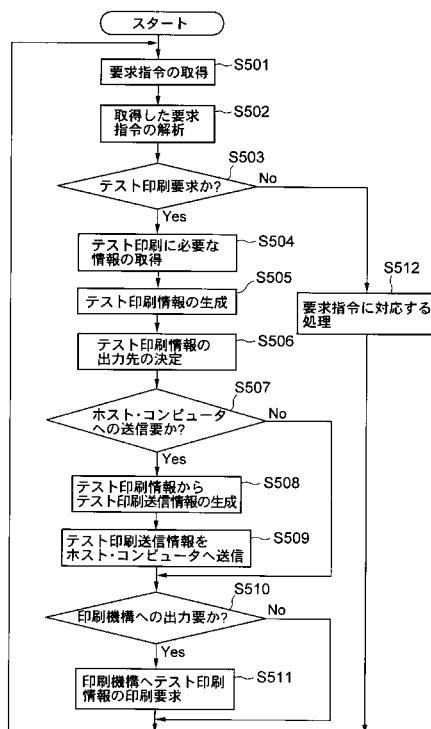 スタート
要求指令の取得
S501
取得した要求
指令の解析
S502
テスト印刷要求か?
S503
No
Yes
テスト印刷に必要な
情報の取得
S504
テスト印刷情報の生成
S505
テスト印刷情報の
出力先の決定
S506
要求指令に対応する
処理
S512
ホスト・コンピュータ
への送信要か?
S507
No
Yes
テスト印刷情報から
テスト印刷送信情報の生成
S508
テスト印刷送信情報を
ホスト・コンピュータへ送信
S509
印刷機構への出力要か?
S510
No
Yes
印刷機構へテスト印刷
情報の印刷要求
S511